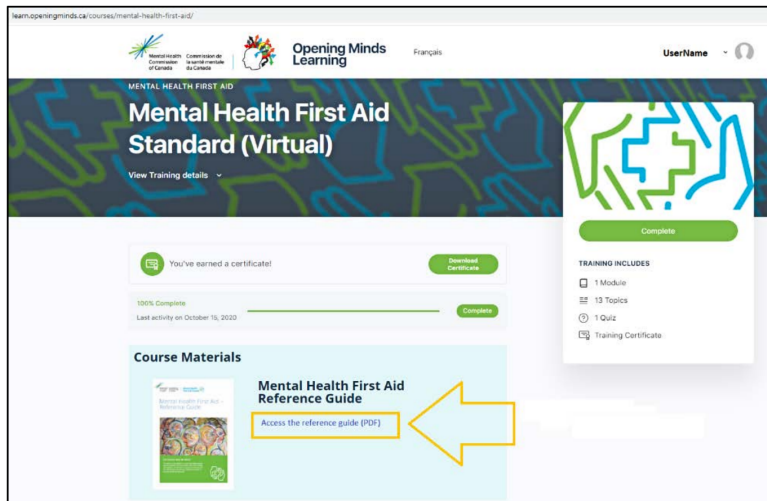 learn.openingminds.ca/courses/mental-health-first-aid/
Mental Health
Commission
of Canada
Commission de
la santé mentale
du Canada
Opening Minds
Learning
Français
UserName
MENTAL HEALTH FIRST AID
Mental Health First Aid
Standard (Virtual)
View Training details
Complete
TRAINING INCLUDES
1 Module
13 Topics
1 Quiz
Training Certificate
You've earned a certificate!
Download
Certificate
100% Complete
Last activity on October 15, 2020
Complete
Course Materials
Mental Health First Aid –
Reference Guide
Mental Health First Aid
Reference Guide
Access the reference guide (PDF)